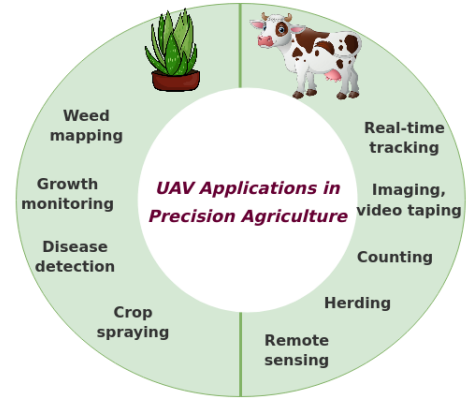 UAV Applications in
Precision Agriculture
Weed
mapping
Growth
monitoring
Disease
detection
Crop
spraying
Real-time
tracking
Imaging,
video taping
Counting
Herding
Remote
sensing